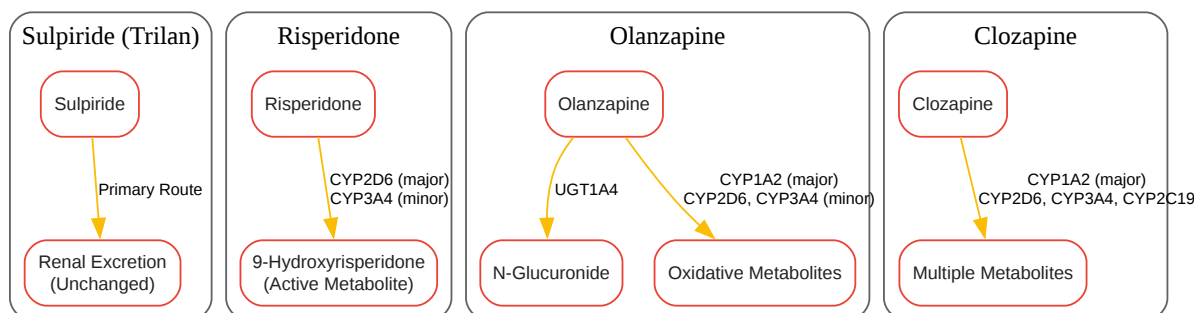 Sulpiride (Trilan)
Sulpiride
Primary Route
Renal Excretion
(Unchanged)
Risperidone
Risperidone
CYP2D6 (major)
CYP3A4 (minor)
9-Hydroxyrisperidone
(Active Metabolite)
Olanzapine
Olanzapine
UGT1A4
CYP1A2 (major)
CYP2D6, CYP3A4 (minor)
N-Glucuronide
Oxidative Metabolites
Clozapine
Clozapine
CYP1A2 (major)
CYP2D6, CYP3A4, CYP2C19
Multiple Metabolites